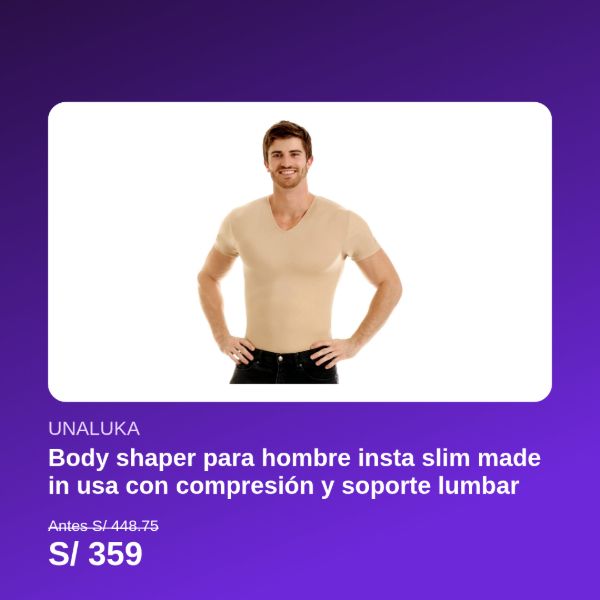 UNALUKA
Body shaper para hombre insta slim made
in usa con compresión y soporte lumbar
Antes S/ 448.75
S/ 359